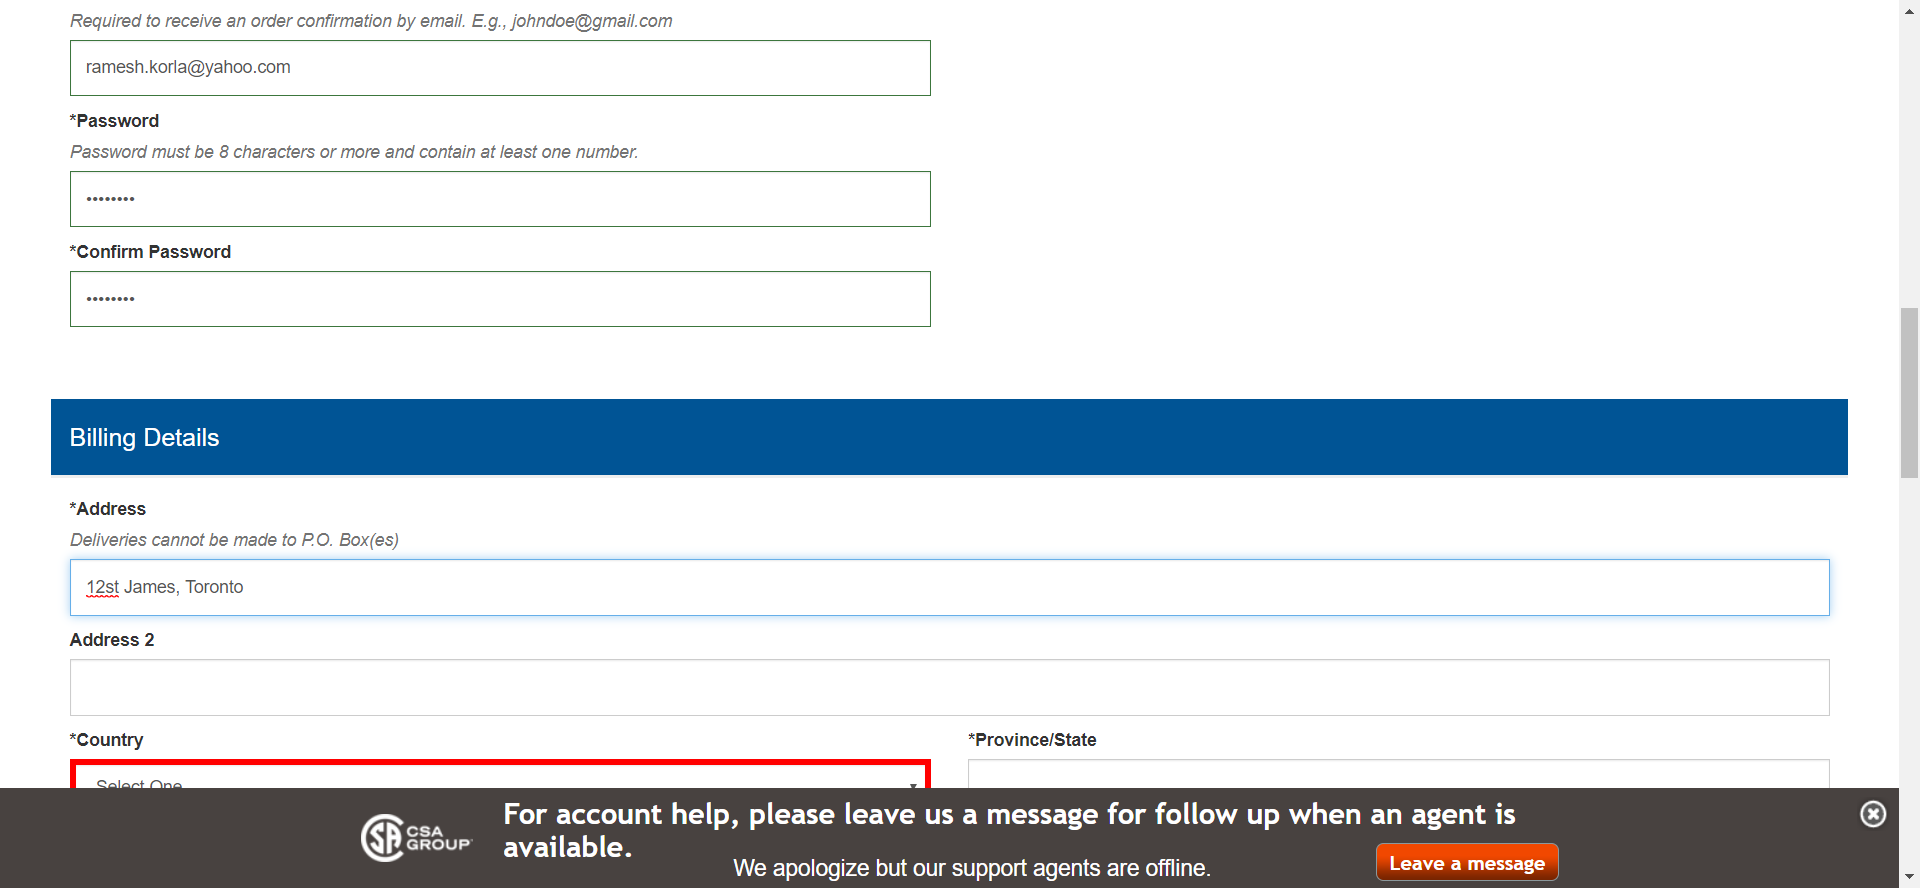 Required to receive an order confirmation by email. E.g., johndoe@gmail.com
ramesh.korla@yahoo.com
*Password
Password must be 8 characters or more and contain at least one number.
••••••••
*Confirm Password
••••••••
Billing Details
*Address
Deliveries cannot be made to P.O. Box(es)
12st James, Toronto
Address 2
*Country
*Province/State
Select One
CSA
GROUP
For account help, please leave us a message for follow up when an agent is
available.
We apologize but our support agents are offline.
Leave a message